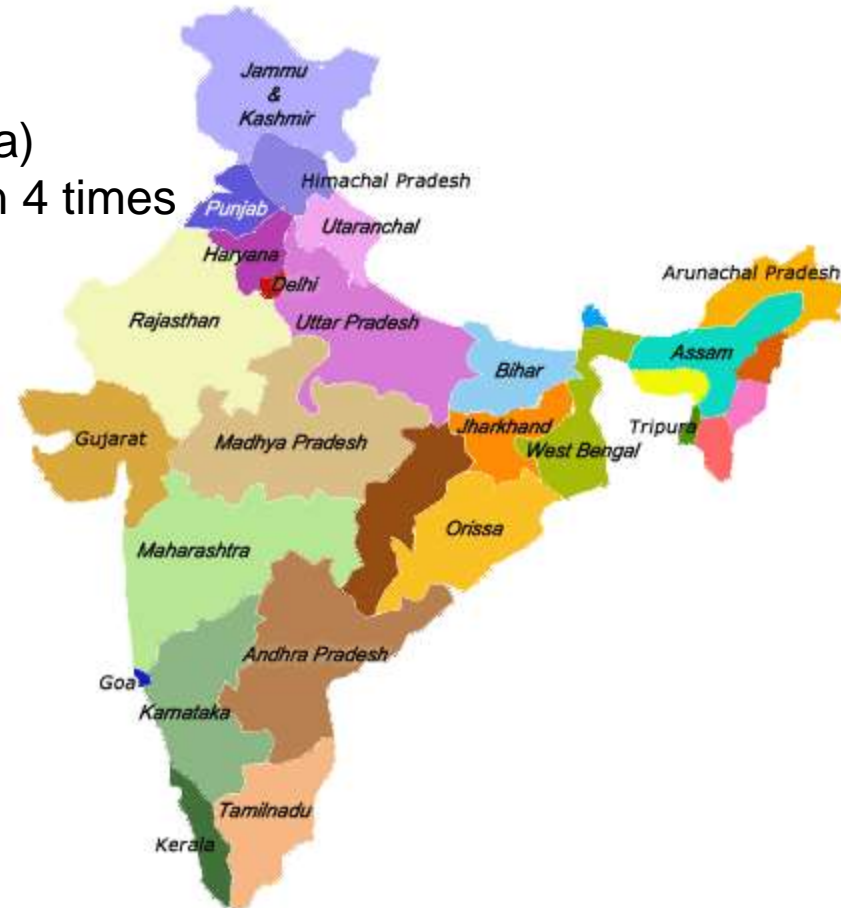 Jammu
&
Kashmir
a)
n 4 times
Himachal Pradesh
Punjab
Utaranchal
Haryana
Delhi
Arunachal Pradesh
Rajasthan
Uttar Pradesh
Assam
Bihar
Gujarat
Madhya Pradesh
Jharkhand
Tripura
West Bengal
Orissa
Maharashtra
Andhra Pradesh
Goa
Karnataka
Tamilnadu
Kerala